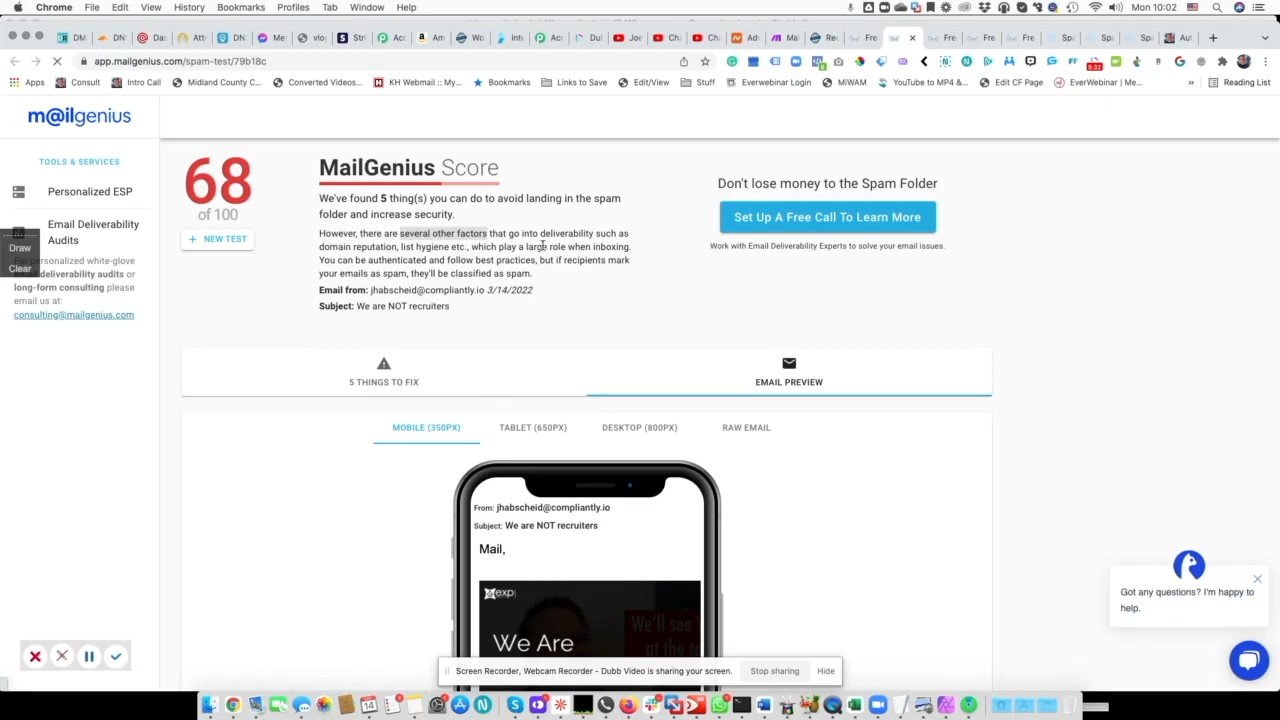 Chrome File Edit View History Bookmarks Profiles Tab Window Help Mon 10:02
app.mailgenius.com/spam-test/79b18c
Apps Consult Intro Call Midland County C... Converted Videos... KH Webmail :: My... Bookmarks Links to Save Edit/View Stuff Everwebinar Login MiWAM YouTube to MP4 &... Edit CF Page EverWebinar | Me... » Reading List
m@ilgenius
TOOLS & SERVICES
Personalized ESP
Email Deliverability
Audits
Draw
Clear
For personalized white-glove
email deliverability audits or
long-form consulting please
email us at:
consulting@mailgenius.com
68
of 100
+ NEW TEST
MailGenius Score
We've found 5 thing(s) you can do to avoid landing in the spam
folder and increase security.
However, there are several other factors that go into deliverability such as
domain reputation, list hygiene etc., which play a large role when inboxing.
You can be authenticated and follow best practices, but if recipients mark
your emails as spam, they'll be classified as spam.
Email from: jhabscheid@compliantly.io 3/14/2022
Subject: We are NOT recruiters
Don't lose money to the Spam Folder
Set Up A Free Call To Learn More
Work with Email Deliverability Experts to solve your email issues.
5 THINGS TO FIX
EMAIL PREVIEW
MOBILE (350PX) TABLET (650PX) DESKTOP (800PX) RAW EMAIL
From: jhabscheid@compliantly.io
Subject: We are NOT recruiters
Mail,
exp
We'll see
at the
We Are
Got any questions? I'm happy to
help.
Screen Recorder, Webcam Recorder - Dubb Video is sharing your screen. Stop sharing Hide